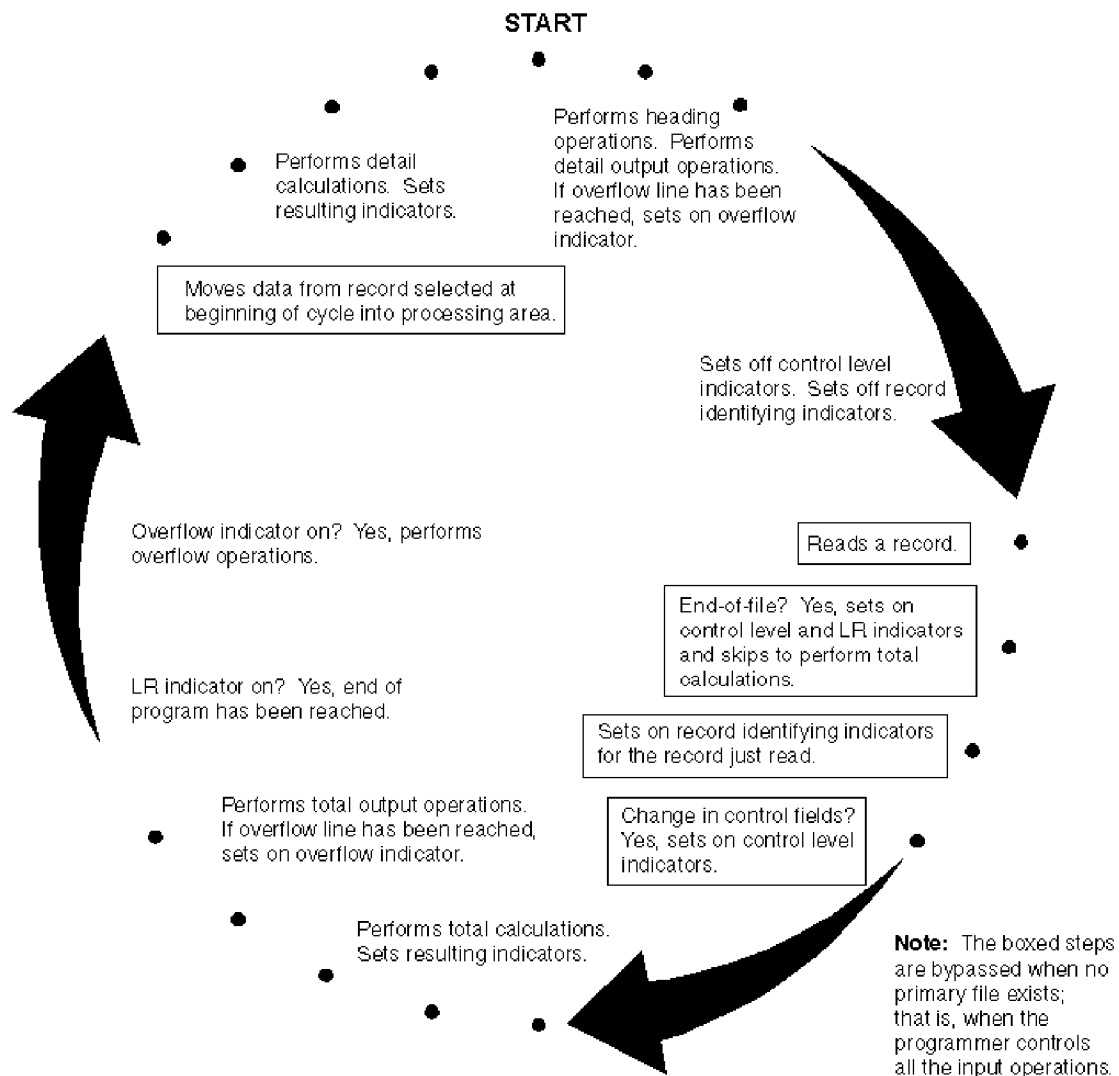 START
Performs heading
operations. Performs
detail output operations.
If overflow line has been
reached, sets on overflow
indicator.
Sets off control level
indicators. Sets off record
identifying indicators.
Reads a record.
End-of-file? Yes, sets on
control level and LR indicators
and skips to perform total
calculations.
Sets on record identifying indicators
for the record just read.
Change in control fields?
Yes, sets on control level
indicators.
Performs total calculations.
Sets resulting indicators.
Performs total output operations.
If overflow line has been reached,
sets on overflow indicator.
LR indicator on? Yes, end of
program has been reached.
Overflow indicator on? Yes, performs
overflow operations.
Moves data from record selected at
beginning of cycle into processing area.
Performs detail
calculations. Sets
resulting indicators.
Note: The boxed steps
are bypassed when no
primary file exists;
that is, when the
programmer controls
all the input operations.